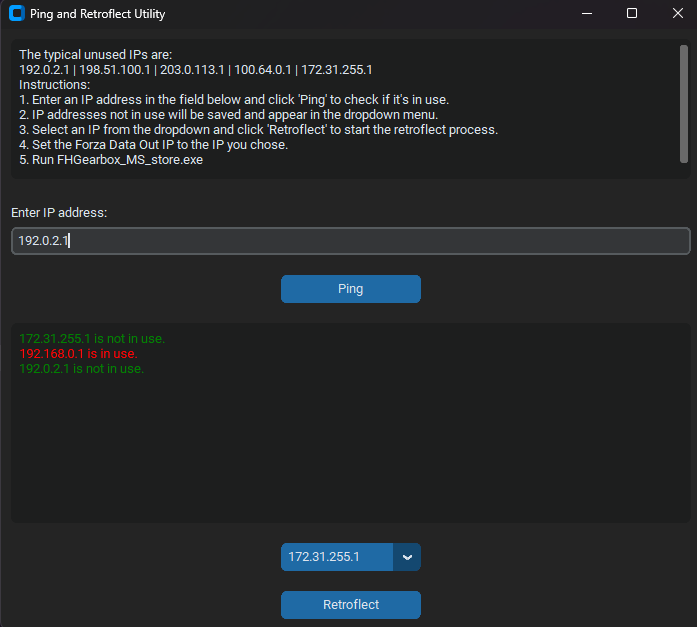 Ping and Retroflect Utility
The typical unused IPs are:
192.0.2.1 | 198.51.100.1 | 203.0.113.1 | 100.64.0.1 | 172.31.255.1
Instructions:
1. Enter an IP address in the field below and click 'Ping' to check if it's in use.
2. IP addresses not in use will be saved and appear in the dropdown menu.
3. Select an IP from the dropdown and click 'Retroflect' to start the retroflect process.
4. Set the Forza Data Out IP to the IP you chose.
5. Run FHGearbox_MS_store.exe
Enter IP address:
192.0.2.1
Ping
172.31.255.1 is not in use.
192.168.0.1 is in use.
192.0.2.1 is not in use.
172.31.255.1
Retroflect